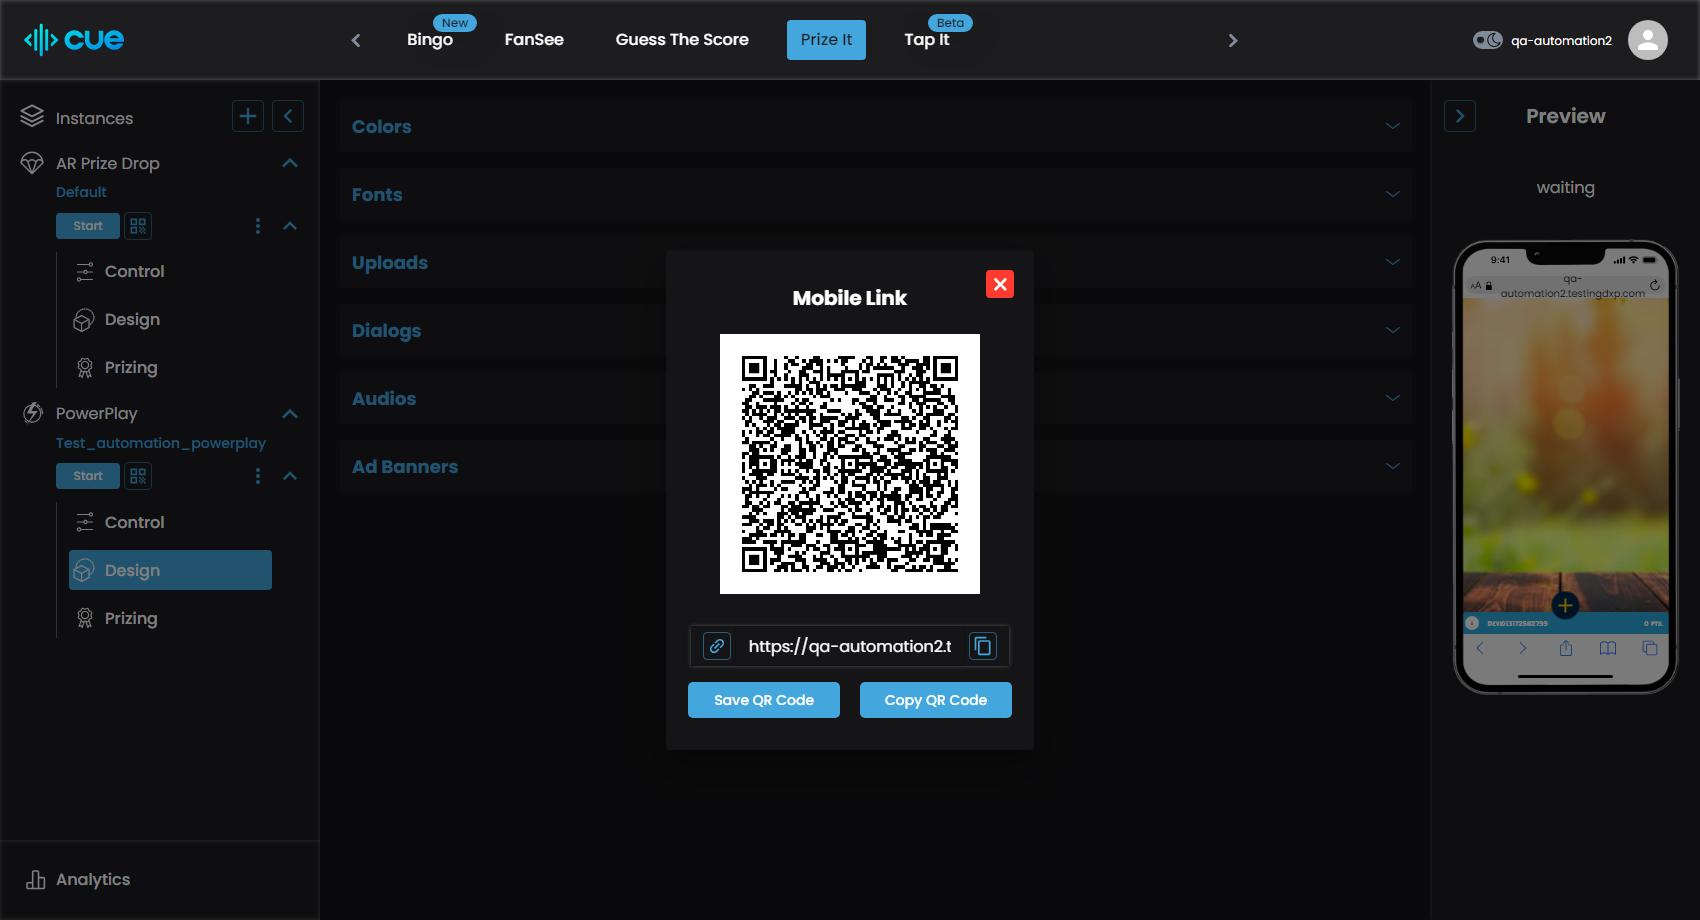 cue
New
Bingo
FanSee
Guess The Score
Prize It
Beta
Tap It
qa-automation2
Instances
AR Prize Drop
Default
Start
Control
Design
Prizing
PowerPlay
Test_automation_powerplay
Start
Control
Design
Prizing
Analytics
Colors
Fonts
Uploads
Dialogs
Audios
Ad Banners
Mobile Link
https://qa-automation2.t
Save QR Code
Copy QR Code
Preview
waiting
9:41
AA
qa-
automation2.testingdxp.com
0 PTS.